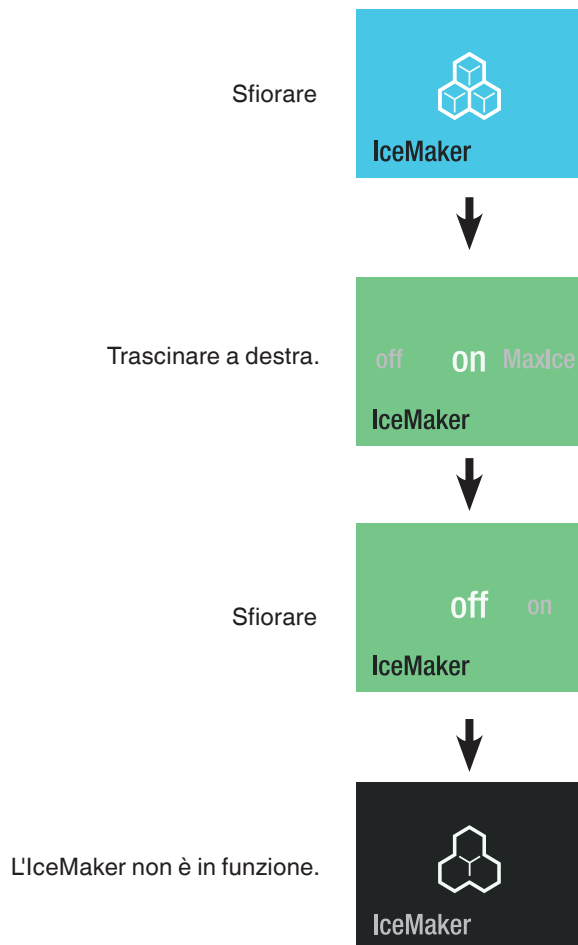 Sfiorare
IceMaker
Trascinare a destra.
off on MaxIce
IceMaker
Sfiorare
off on
IceMaker
L'IceMaker non è in funzione.
IceMaker